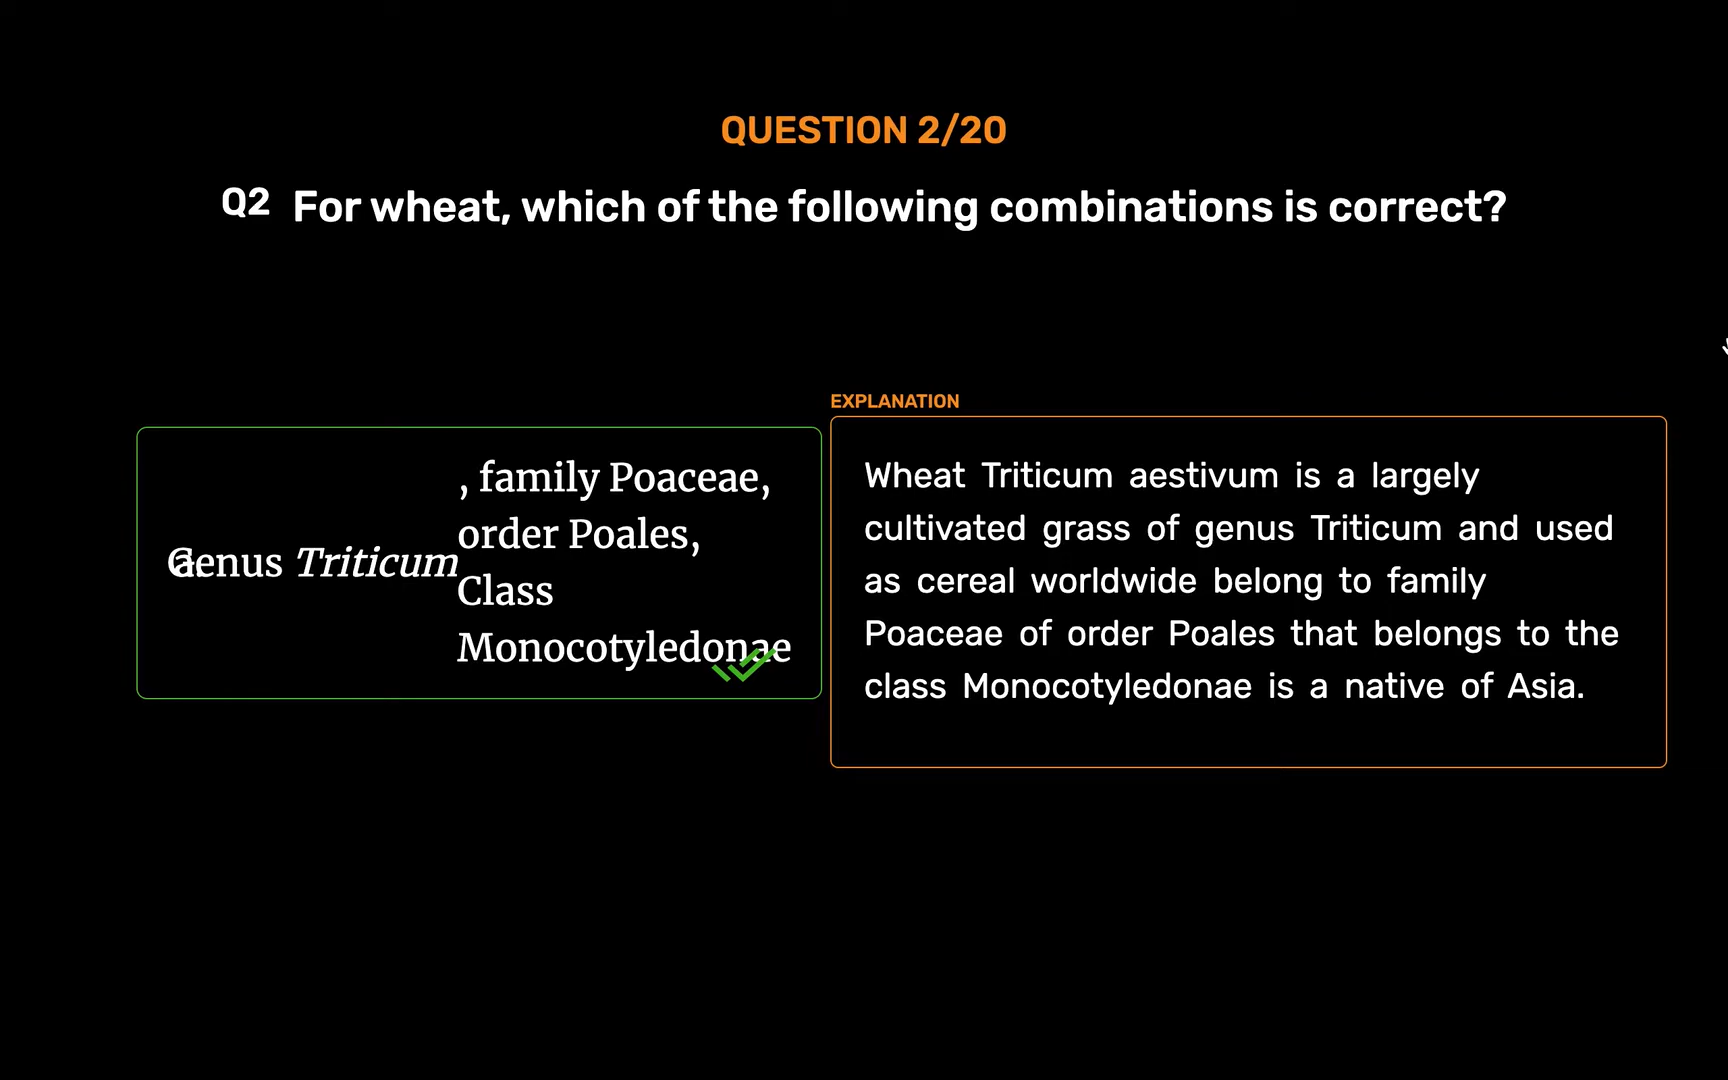 QUESTION 2/20
Q2 For wheat, which of the following combinations is correct?
Genus Triticum
, family Poaceae,
order Poales,
Class
Monocotyledonae
EXPLANATION
Wheat Triticum aestivum is a largely
cultivated grass of genus Triticum and used
as cereal worldwide belong to family
Poaceae of order Poales that belongs to the
class Monocotyledonae is a native of Asia.